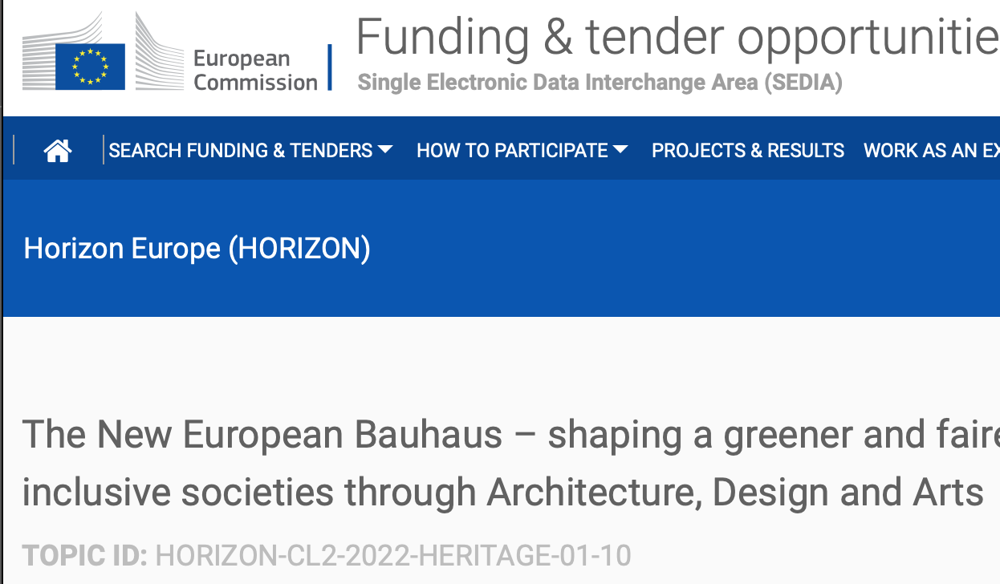 European
Commission
Funding & tender opportunitie
Single Electronic Data Interchange Area (SEDIA)
SEARCH FUNDING & TENDERS HOW TO PARTICIPATE PROJECTS & RESULTS WORK AS AN EX
Horizon Europe (HORIZON)
The New European Bauhaus – shaping a greener and faire
inclusive societies through Architecture, Design and Arts
TOPIC ID: HORIZON-CL2-2022-HERITAGE-01-10